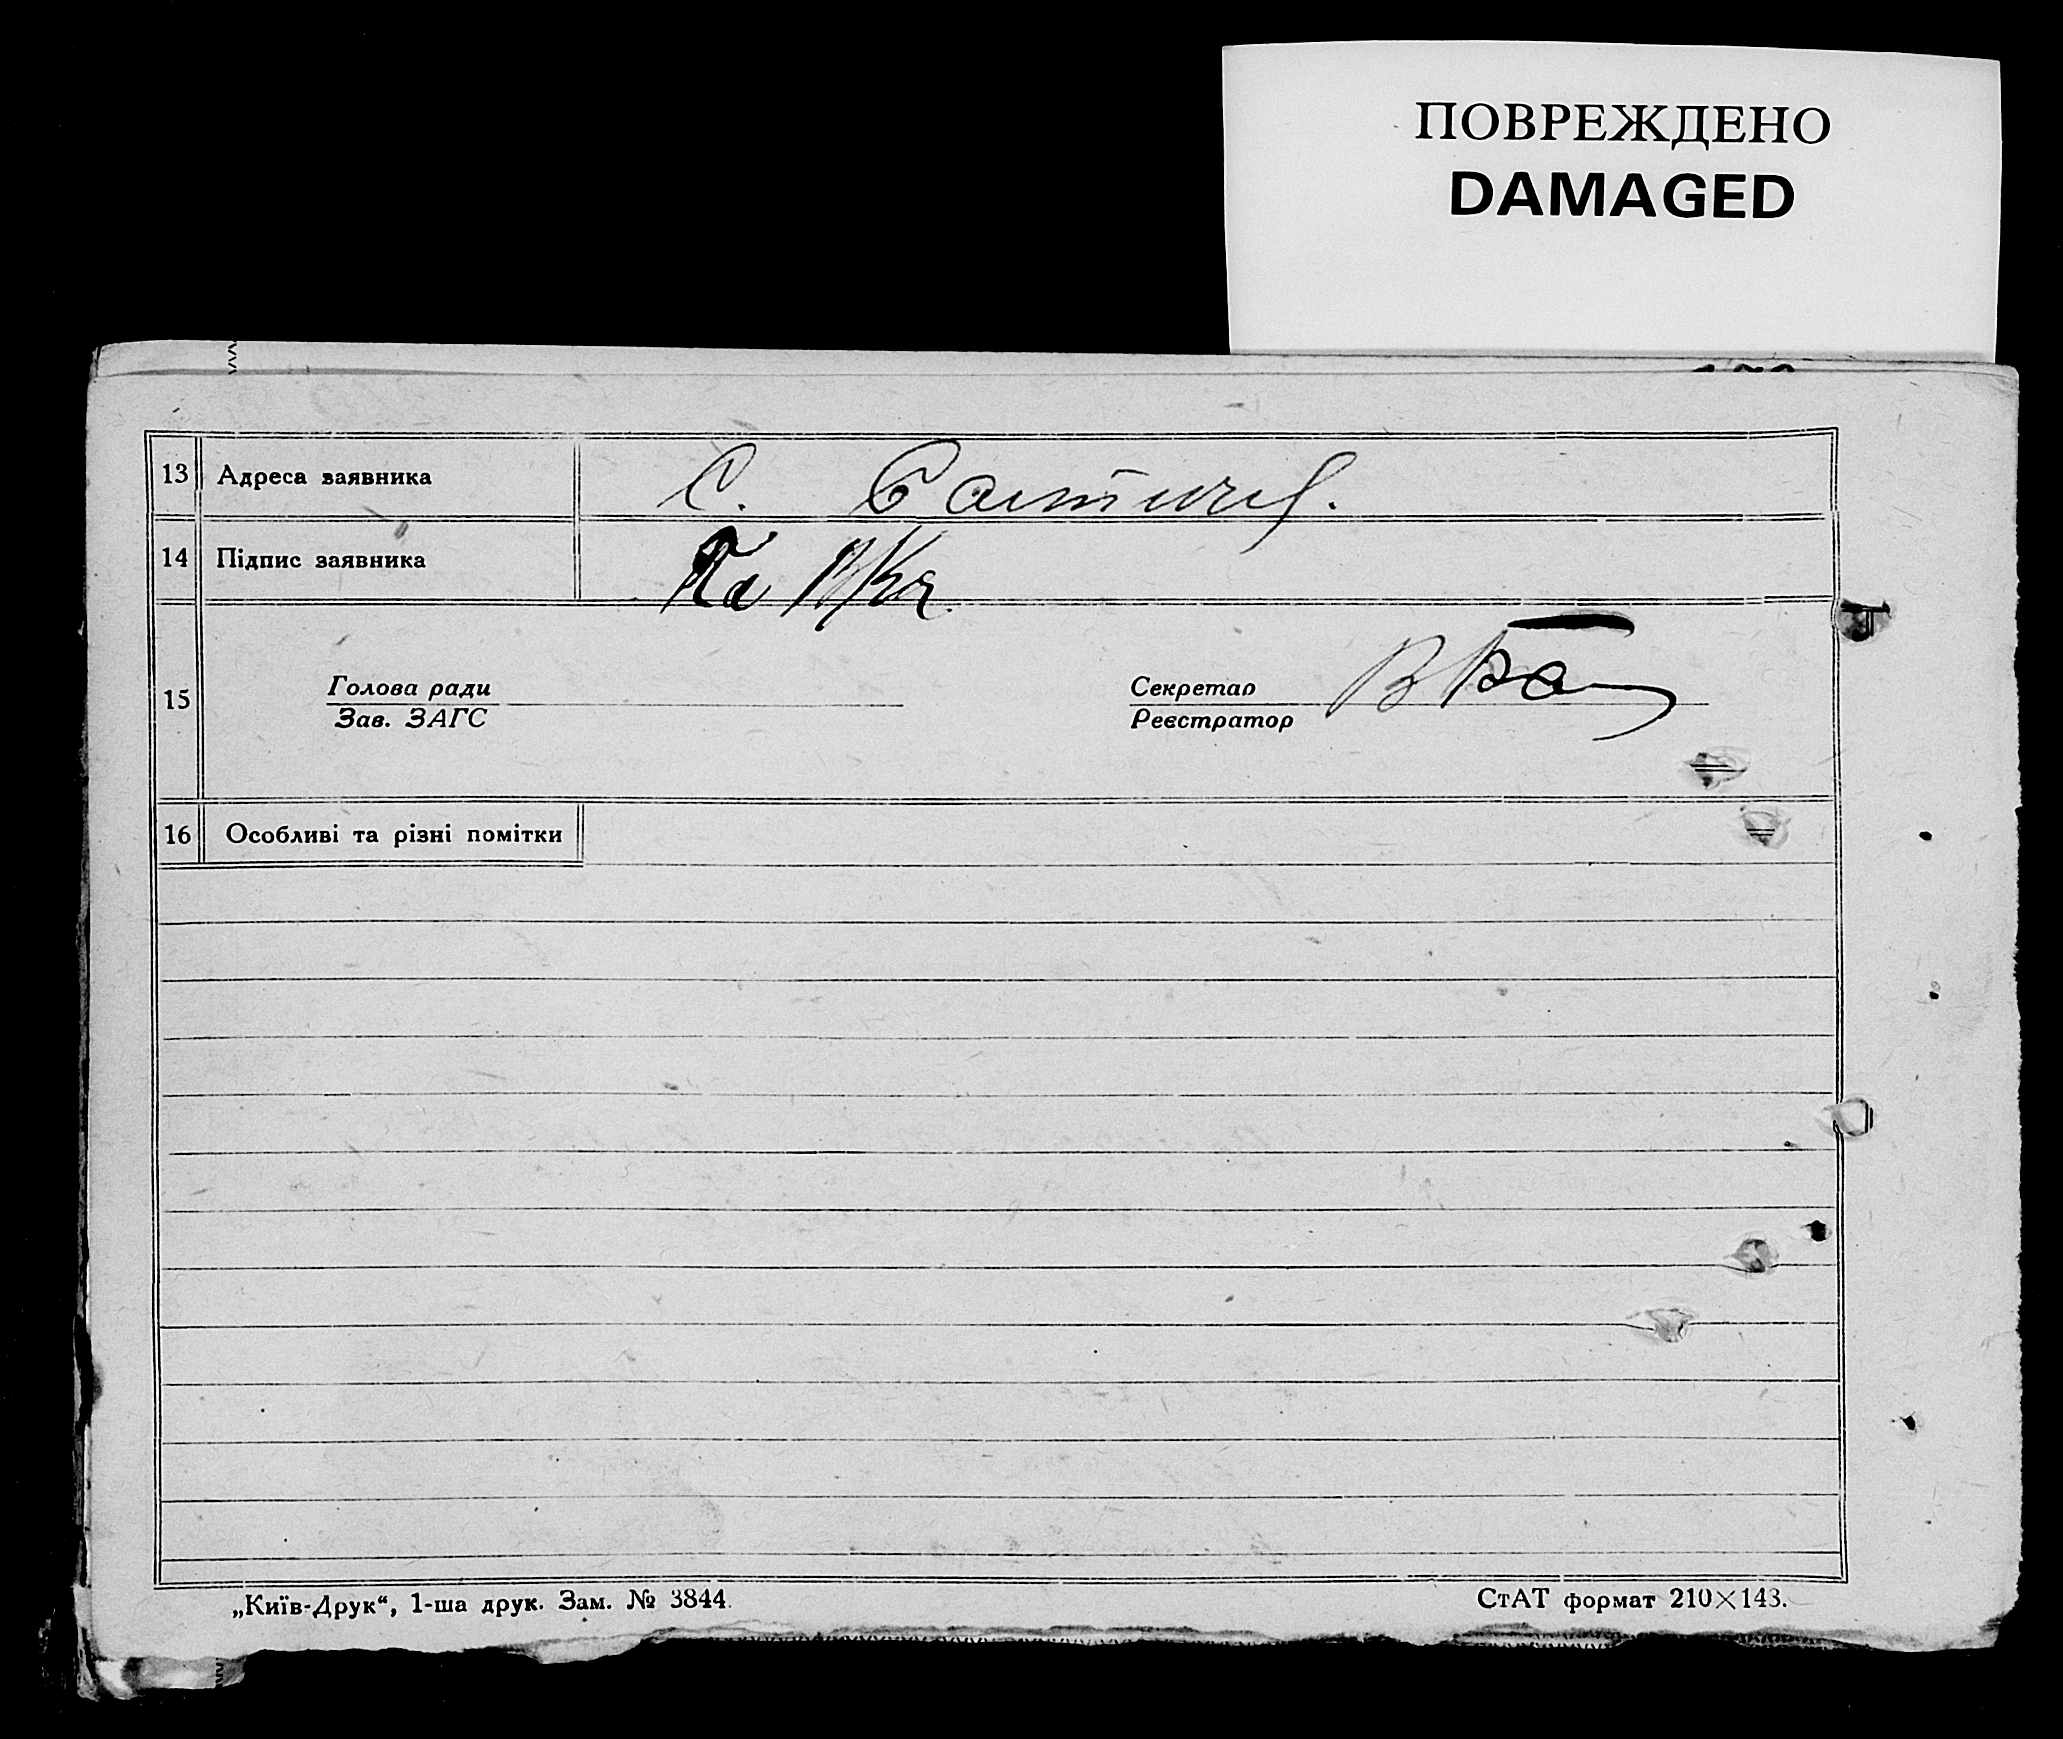 ПОВРЕЖДЕНО
DAMAGED
13 Адреса заявника С.
14 Підпис заявника
15 Голова ради Секретар
Зав. ЗАГС Реєстратор
16 Особливі та різні помітки
„Київ-Друк“, 1-ша друк. Зам. № 3844. СтАТ формат 210×143.